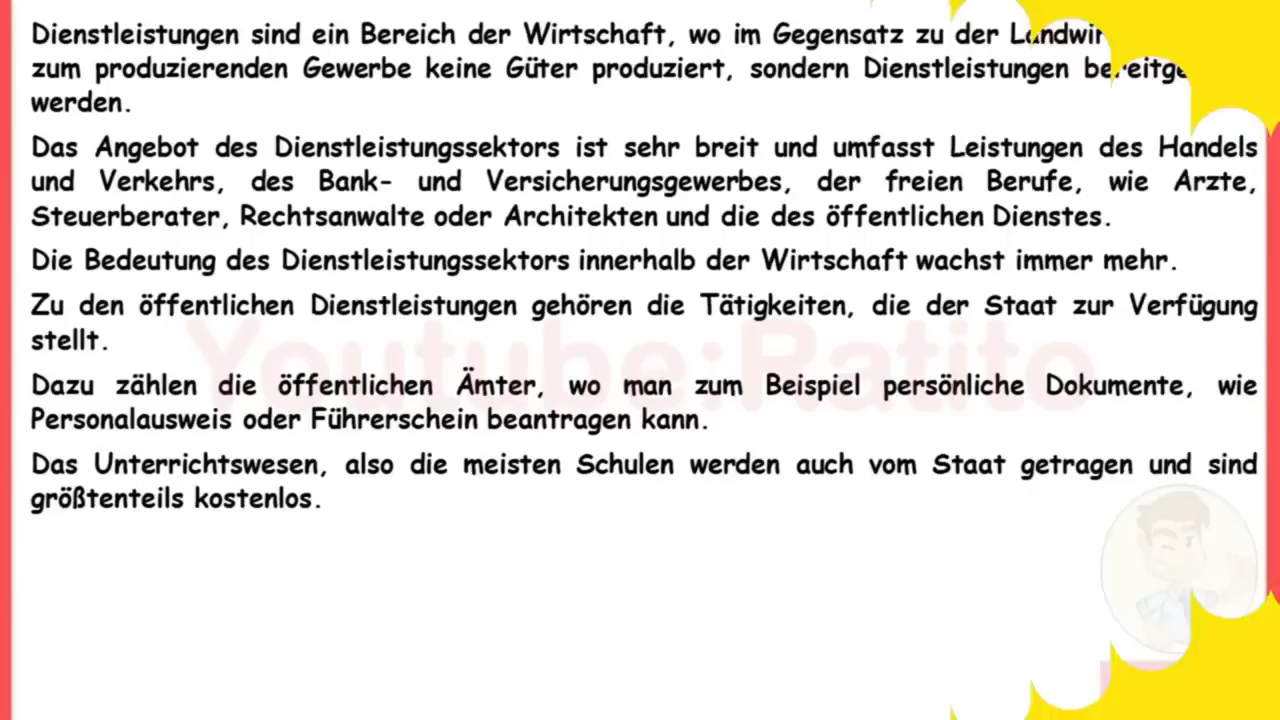 Dienstleistungen sind ein Bereich der Wirtschaft, wo im Gegensatz zu der
zum produzierenden Gewerbe keine Güter produziert, sondern Dienstleistungen
werden.
Das Angebot des Dienstleistungssektors ist sehr breit und umfasst Leistungen des Handels
und Verkehrs, des Bank- und Versicherungsgewerbes, der freien Berufe, wie Arzte,
Steuerberater, Rechtsanwalte oder Architekten und die des öffentlichen Dienstes.
Die Bedeutung des Dienstleistungssektors innerhalb der Wirtschaft wachst immer mehr.
Zu den öffentlichen Dienstleistungen gehören die Tätigkeiten, die der Staat zur Verfügung
stellt.
Youtube:Ratito
Dazu zählen die öffentlichen Ämter, wo man zum Beispiel persönliche Dokumente, wie
Personalausweis oder Führerschein beantragen kann.
Das Unterrichtswesen, also die meisten Schulen werden auch vom Staat getragen und sind
größtenteils kostenlos.